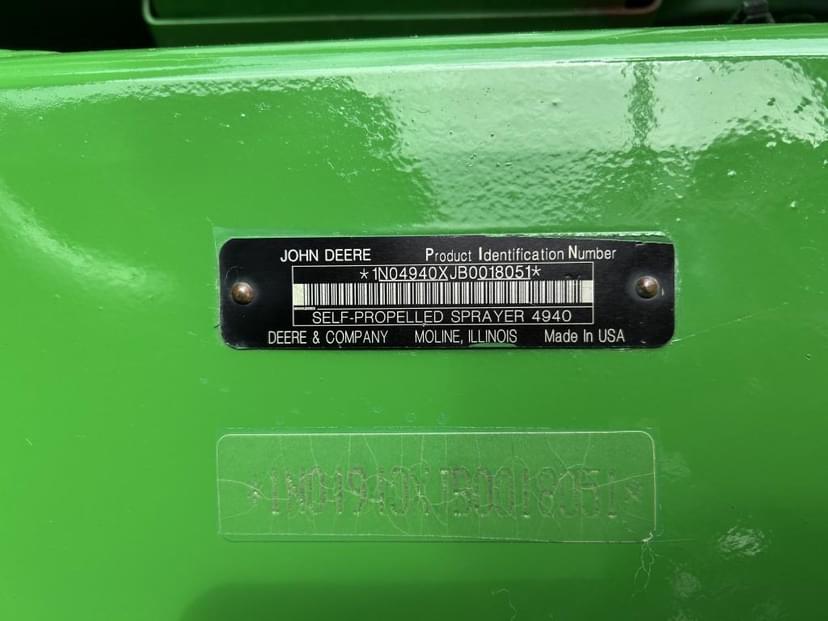 JOHN DEERE Product Identification Number
*1N04940XJB0018051*
SELF-PROPELLED SPRAYER 4940
DEERE & COMPANY MOLINE, ILLINOIS Made In USA
*1N04940XJB0018051*